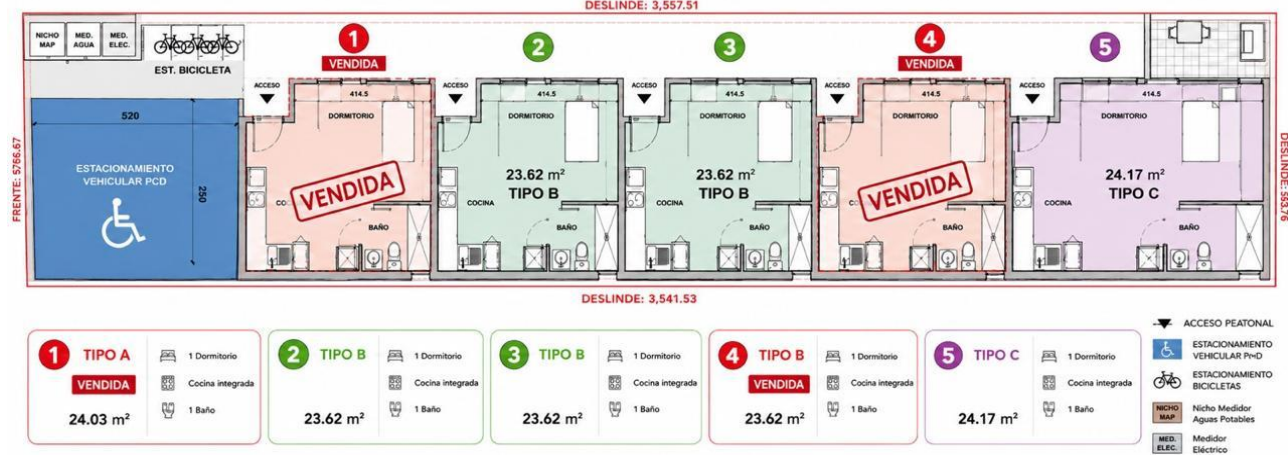 DESLINDE: 3,557.51
NICHO MAP
MED. AGUA
MED. ELEC.
EST. BICICLETA
1
VENDIDA
2
3
4
VENDIDA
5
ACCESO
ACCESO
ACCESO
ACCESO
ACCESO
414.5
414.5
414.5
414.5
414.5
DORMITORIO
DORMITORIO
DORMITORIO
DORMITORIO
DORMITORIO
FRENTE: 5766.67
520
250
ESTACIONAMIENTO
VEHICULAR PCD
VENDIDA
BAÑO
23.62 m²
TIPO B
COCINA
BAÑO
23.62 m²
TIPO B
COCINA
BAÑO
VENDIDA
BAÑO
24.17 m²
TIPO C
COCINA
BAÑO
DESLINDE: 3,541.53
1 TIPO A
VENDIDA
24.03 m²
1 Dormitorio
Cocina integrada
1 Baño
2 TIPO B
23.62 m²
1 Dormitorio
Cocina integrada
1 Baño
3 TIPO B
23.62 m²
1 Dormitorio
Cocina integrada
1 Baño
4 TIPO B
VENDIDA
23.62 m²
1 Dormitorio
Cocina integrada
1 Baño
5 TIPO C
24.17 m²
1 Dormitorio
Cocina integrada
1 Baño
ACCESO PEATONAL
ESTACIONAMIENTO
VEHICULAR
ESTACIONAMIENTO
BICICLETAS
NICHO
MAP
Nicho Medidor
Aguas Potables
MED.
ELEC.
Medidor
Eléctrico